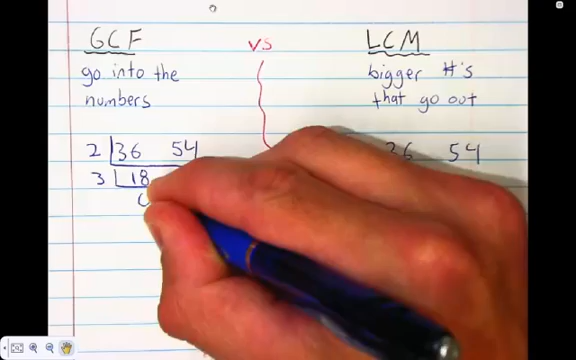 GCF vs LCM
go into the bigger #'s
numbers that go out
2 36 54 36 54
3 18